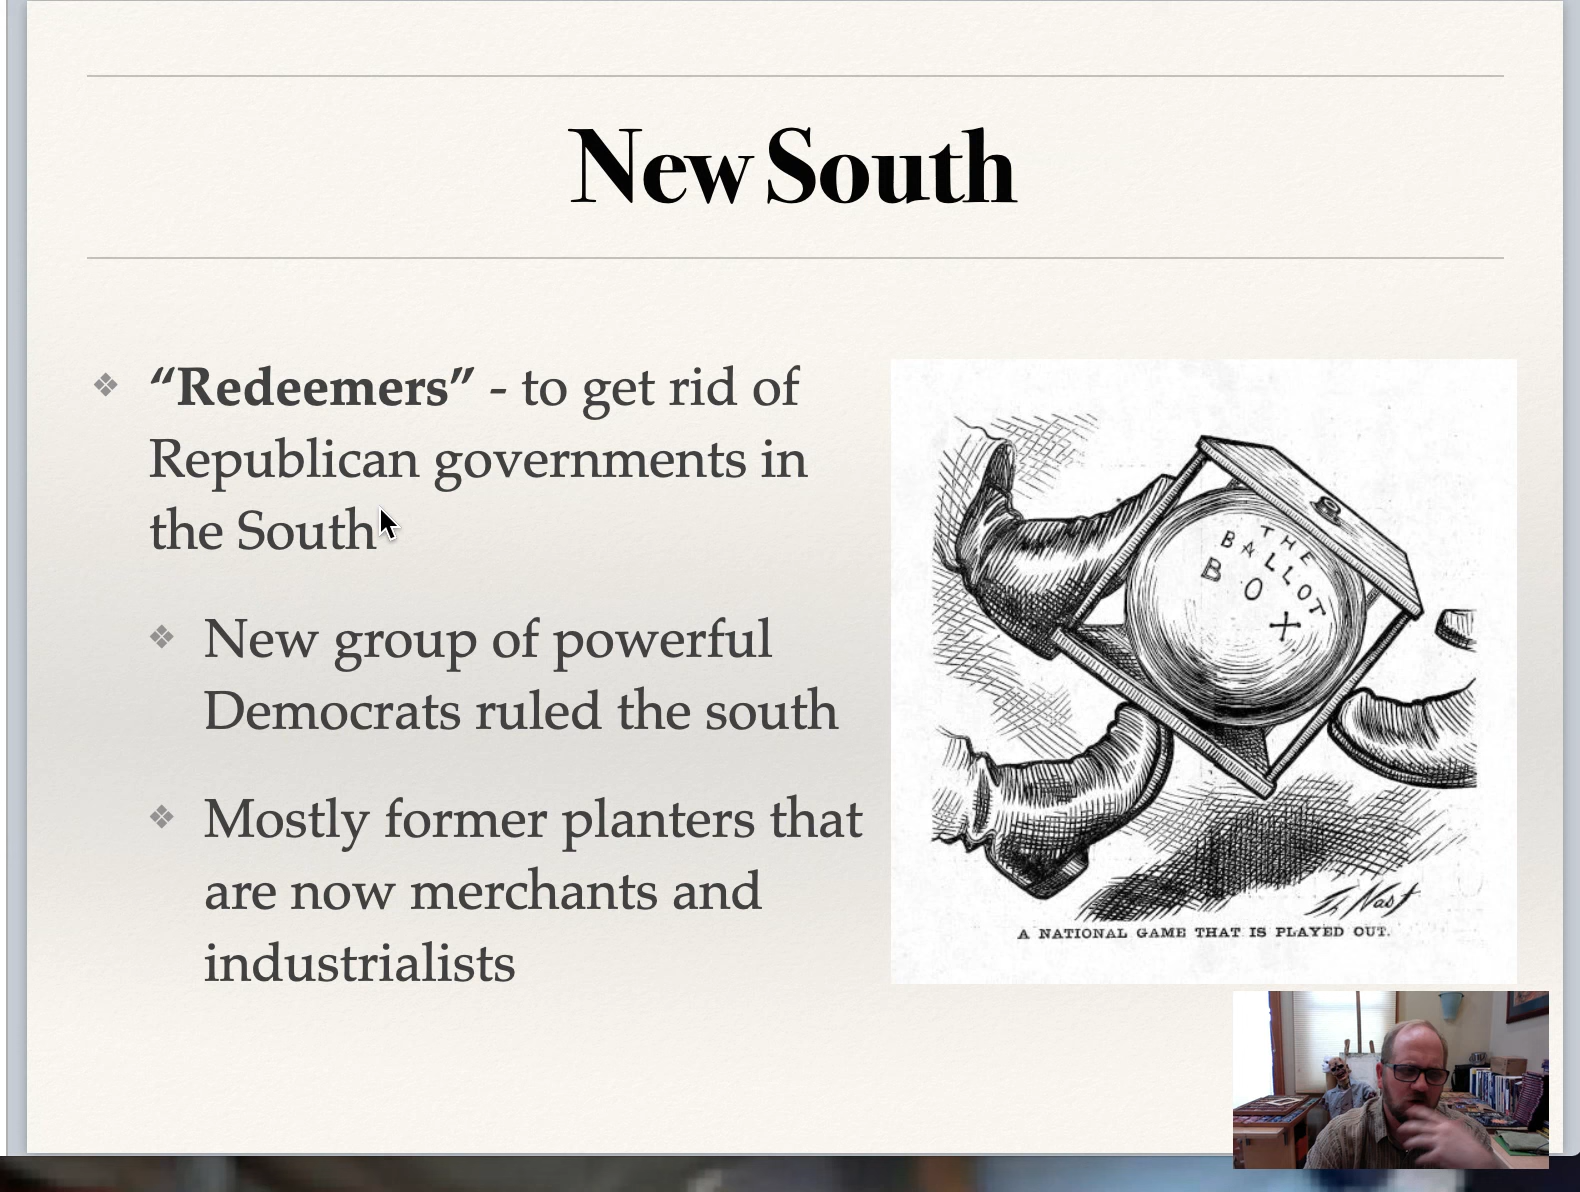 New South
“Redeemers” - to get rid of
Republican governments in
the South
New group of powerful
Democrats ruled the south
Mostly former planters that
are now merchants and
industrialists
THE
BALLOT
BOX
Th. Nast
A NATIONAL GAME THAT IS PLAYED OUT.